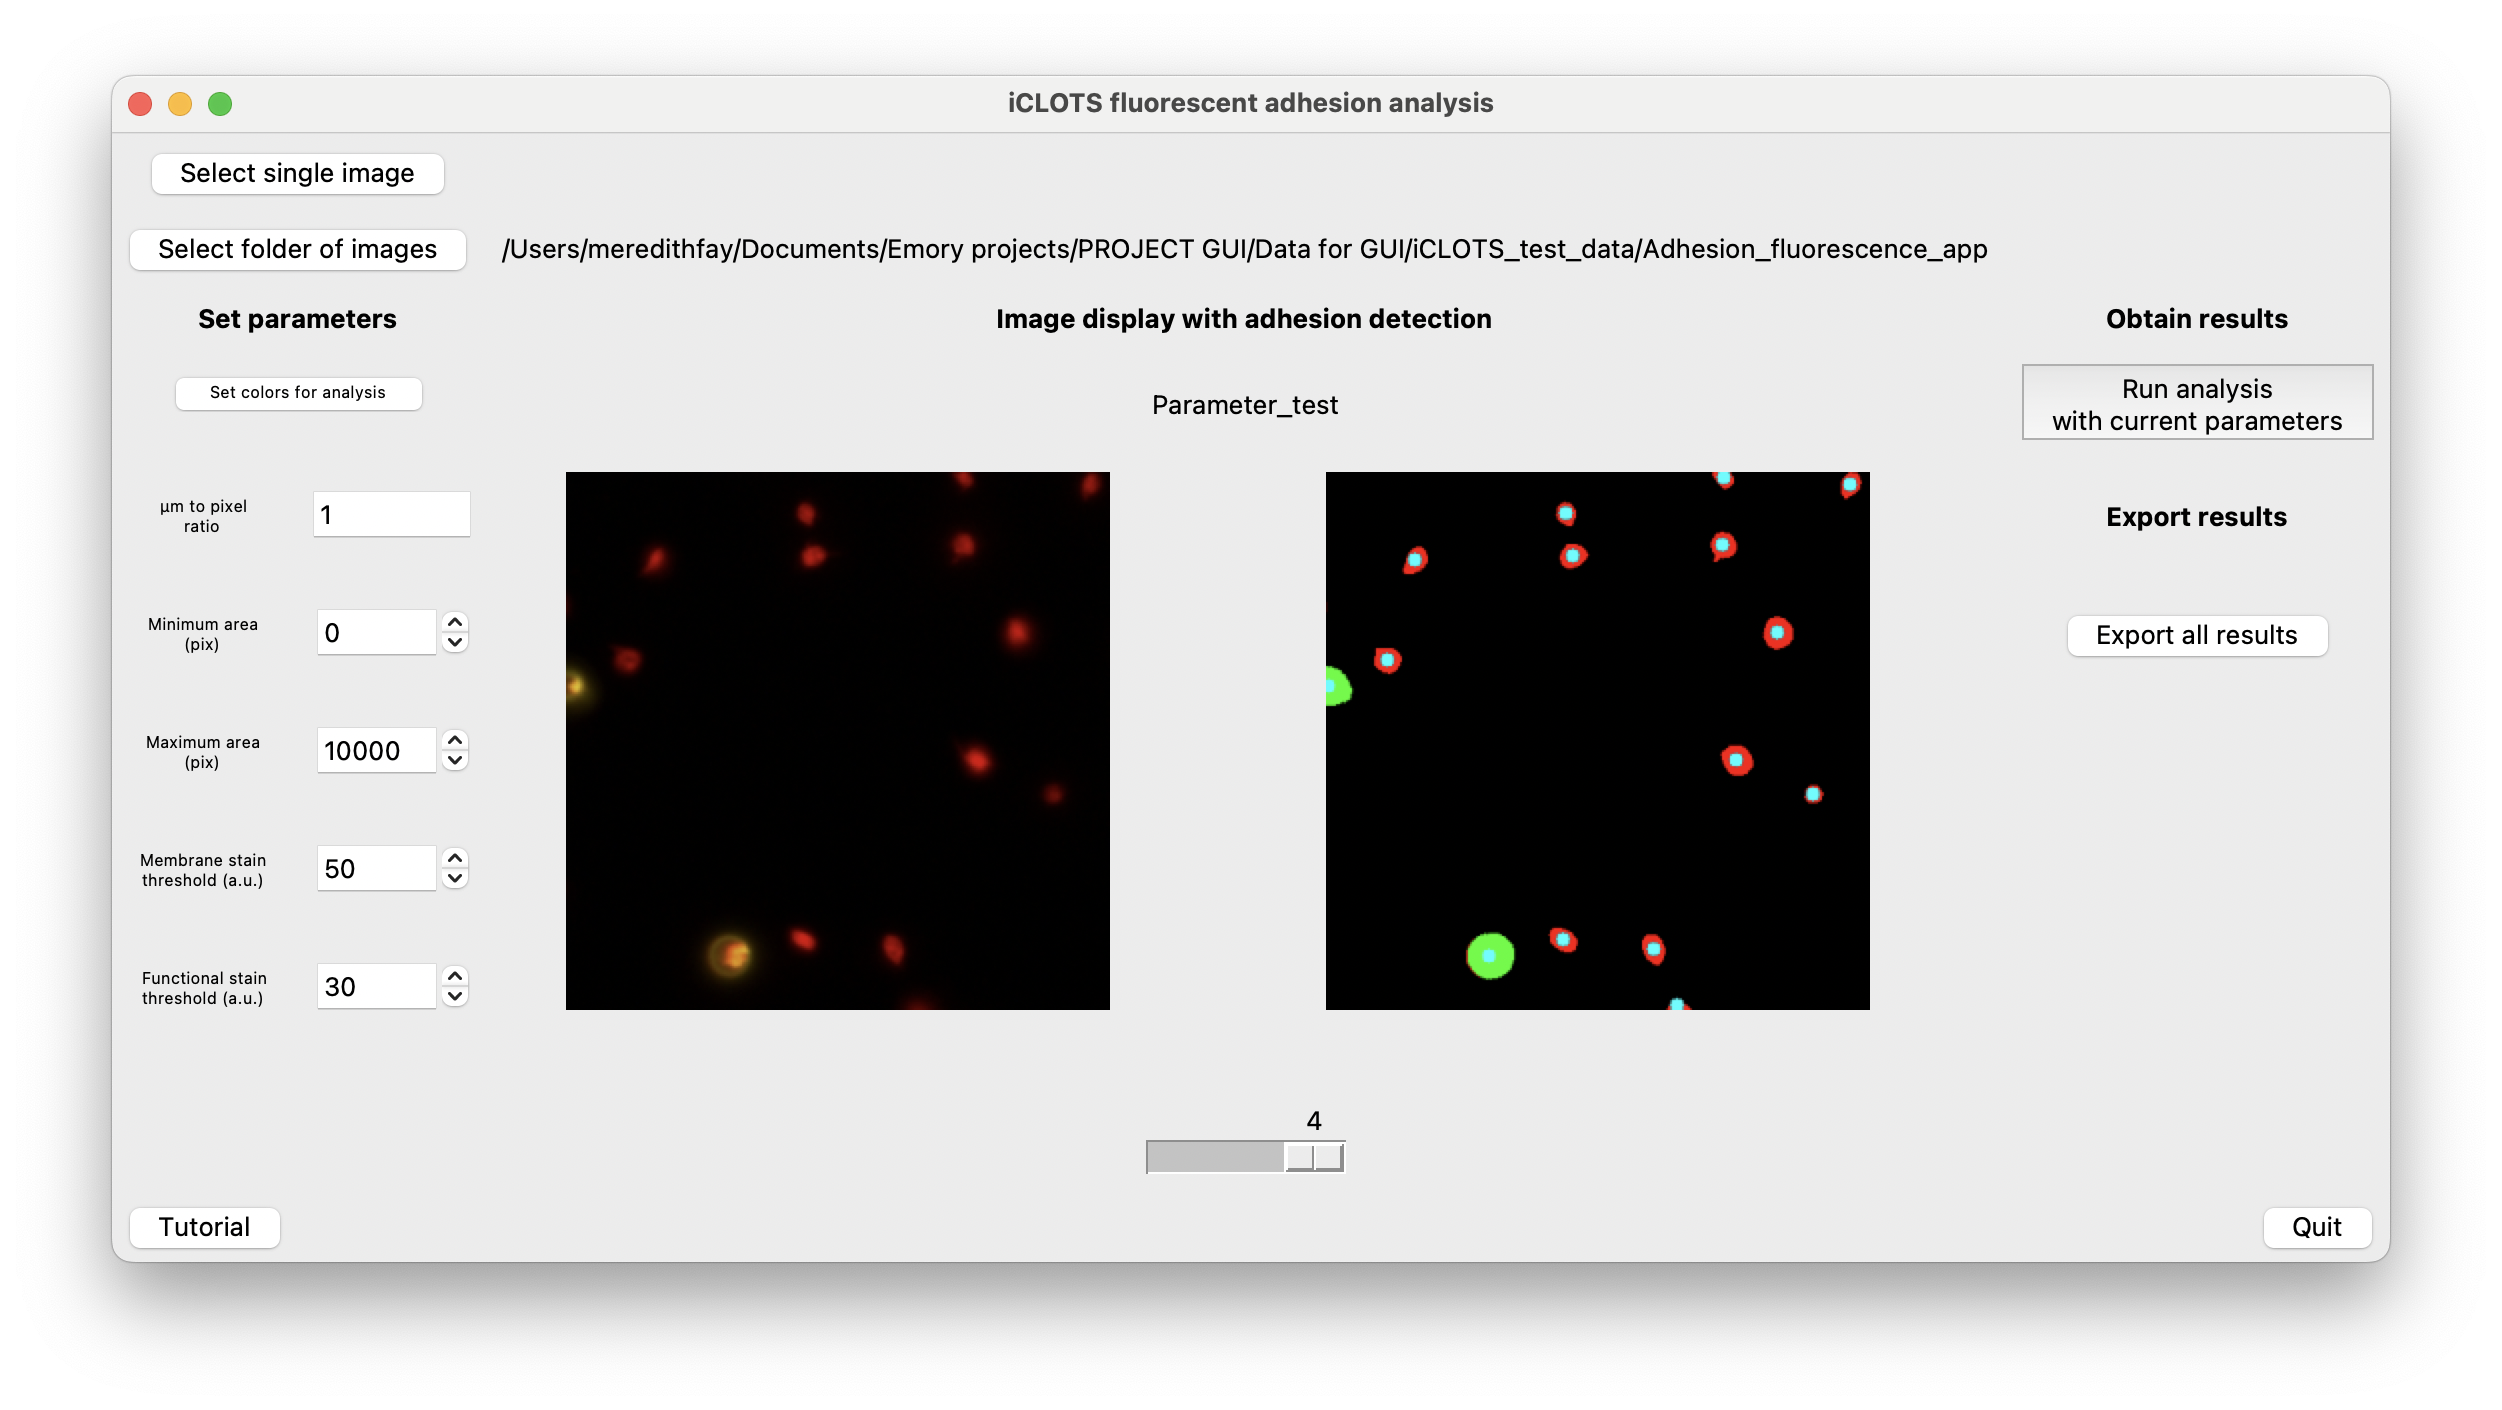 iCLOTS fluorescent adhesion analysis
Select single image
Select folder of images
/Users/meredithfay/Documents/Emory projects/PROJECT GUI/Data for GUI/iCLOTS_test_data/Adhesion_fluorescence_app
Set parameters
Image display with adhesion detection
Obtain results
Set colors for analysis
Parameter_test
Run analysis
with current parameters
µm to pixel
ratio
1
Export results
Minimum area
(pix)
0
Export all results
Maximum area
(pix)
10000
Membrane stain
threshold (a.u.)
50
Functional stain
threshold (a.u.)
30
4
Tutorial
Quit